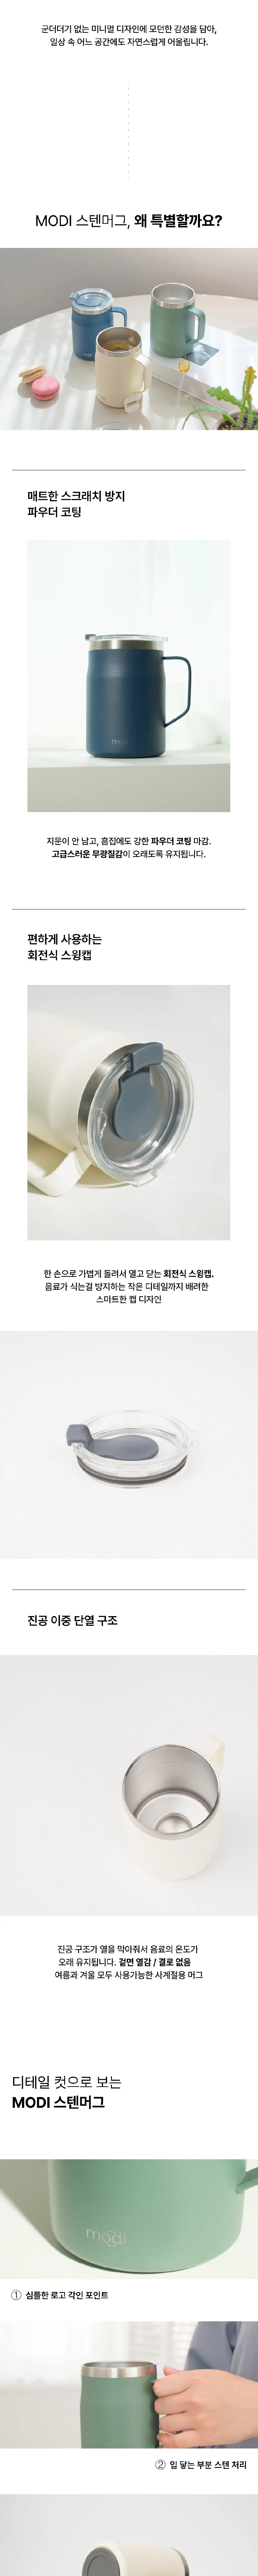 군더더기 없는 미니멀 디자인에 모던한 감성을 담아,
일상 속 어느 공간에도 자연스럽게 어울립니다.
MODI 스텐머그, 왜 특별할까요?
매트한 스크래치 방지
파우더 코팅
modi
지문이 안 남고, 흠집에도 강한 파우더 코팅 마감.
고급스러운 무광질감이 오래도록 유지됩니다.
편하게 사용하는
회전식 스윙캡
한 손으로 가볍게 돌려서 열고 닫는 회전식 스윙캡.
음료가 식는걸 방지하는 작은 디테일까지 배려한
스마트한 캡 디자인
진공 이중 단열 구조
진공 구조가 열을 막아줘서 음료의 온도가
오래 유지됩니다. 겉면 열감 / 결로 없음
여름과 겨울 모두 사용가능한 사계절용 머그
디테일 컷으로 보는
MODI 스텐머그
modi
① 심플한 로고 각인 포인트
② 입 닿는 부분 스텐 처리